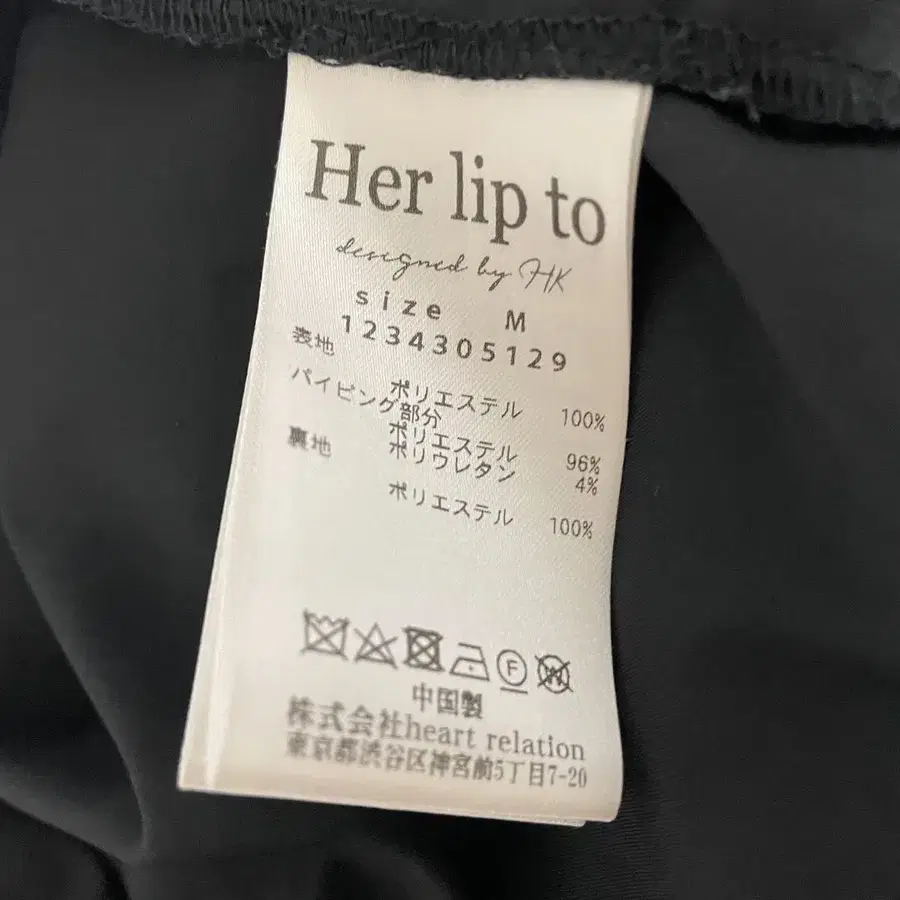 Her lip to
designed by HK
size M
1234305129
表地
ポリエステル 100%
パイピング部分
ポリエステル 96%
ポリウレタン 4%
裏地
ポリエステル 100%
F W
中国製
株式会社heart relation
東京都渋谷区神宮前5丁目7-20